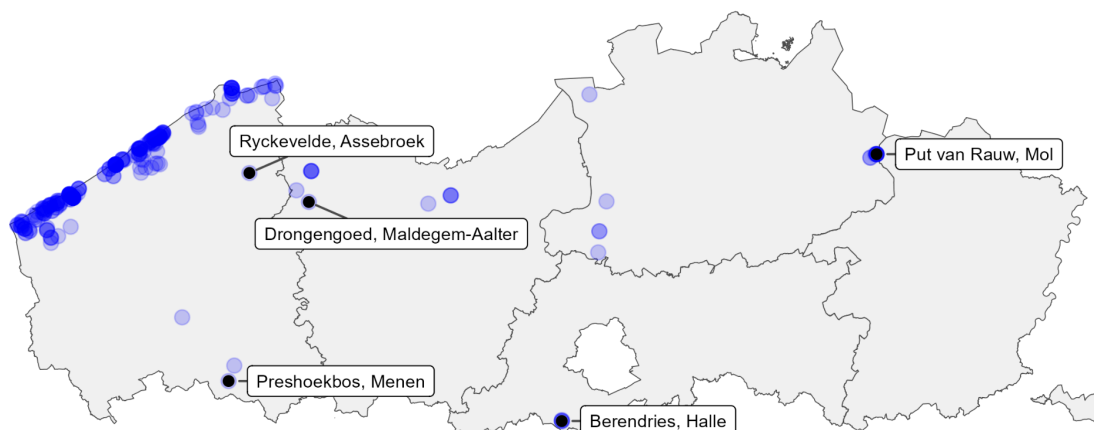 Ryckevelde, Assebroek
Put van Rauw, Mol
Drongengoed, Maldegem-Aalter
Preshoekbos, Menen
Berendries, Halle